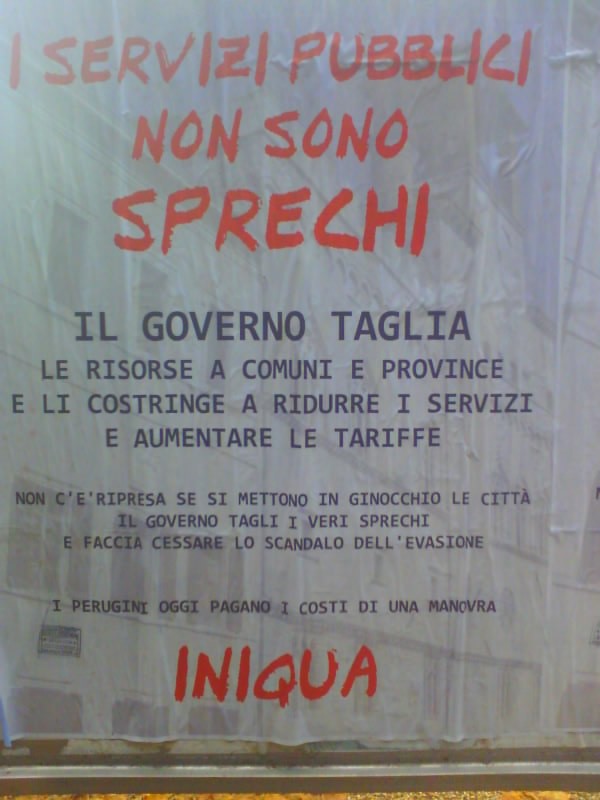 I SERVIZI PUBBLICI
NON SONO
SPRECHI
IL GOVERNO TAGLIA
LE RISORSE A COMUNI E PROVINCE
E LI COSTRINGE A RIDURRE I SERVIZI
E AUMENTARE LE TARIFFE
NON C'E'RIPRESA SE SI METTONO IN GINOCCHIO LE CITTÀ
IL GOVERNO TAGLI I VERI SPRECHI
E FACCIA CESSARE LO SCANDALO DELL'EVASIONE
I PERUGINI OGGI PAGANO I COSTI DI UNA MANOVRA
INIQUA